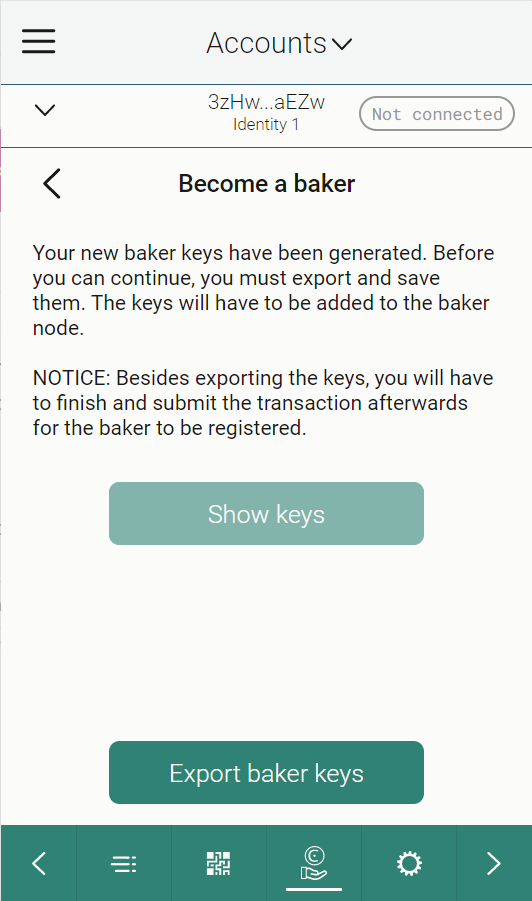 Accounts
3zHw...aEZw
Identity 1
Not connected
Become a baker
Your new baker keys have been generated. Before
you can continue, you must export and save
them. The keys will have to be added to the baker
node.
NOTICE: Besides exporting the keys, you will have
to finish and submit the transaction afterwards
for the baker to be registered.
Show keys
Export baker keys